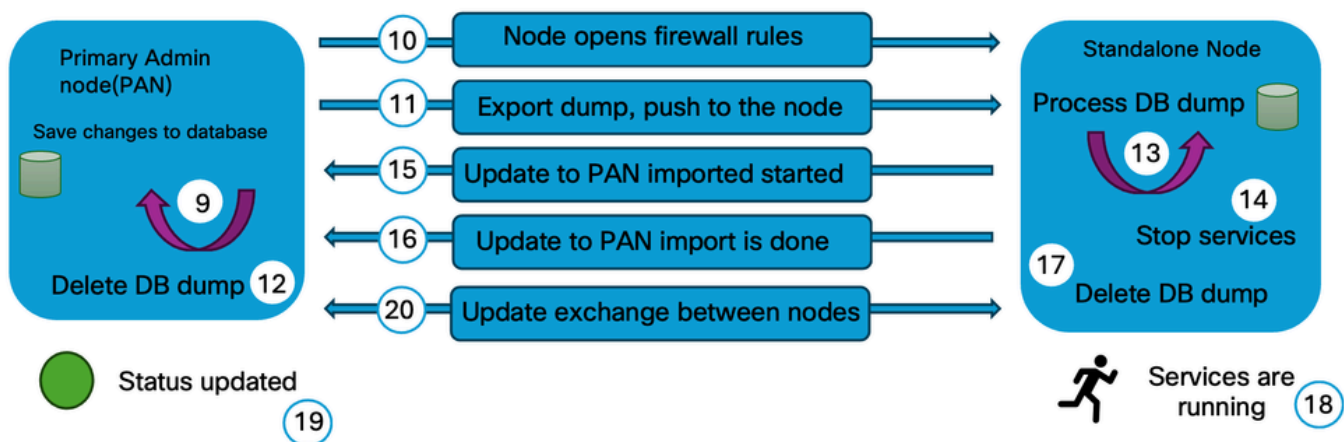 Primary Admin
node(PAN)
Save changes to database
9
Delete DB dump 12
10 Node opens firewall rules
11 Export dump, push to the node
15 Update to PAN imported started
16 Update to PAN import is done
20 Update exchange between nodes
Standalone Node
Process DB dump
13
14
Stop services
17
Delete DB dump
Status updated
19
Services are
running 18